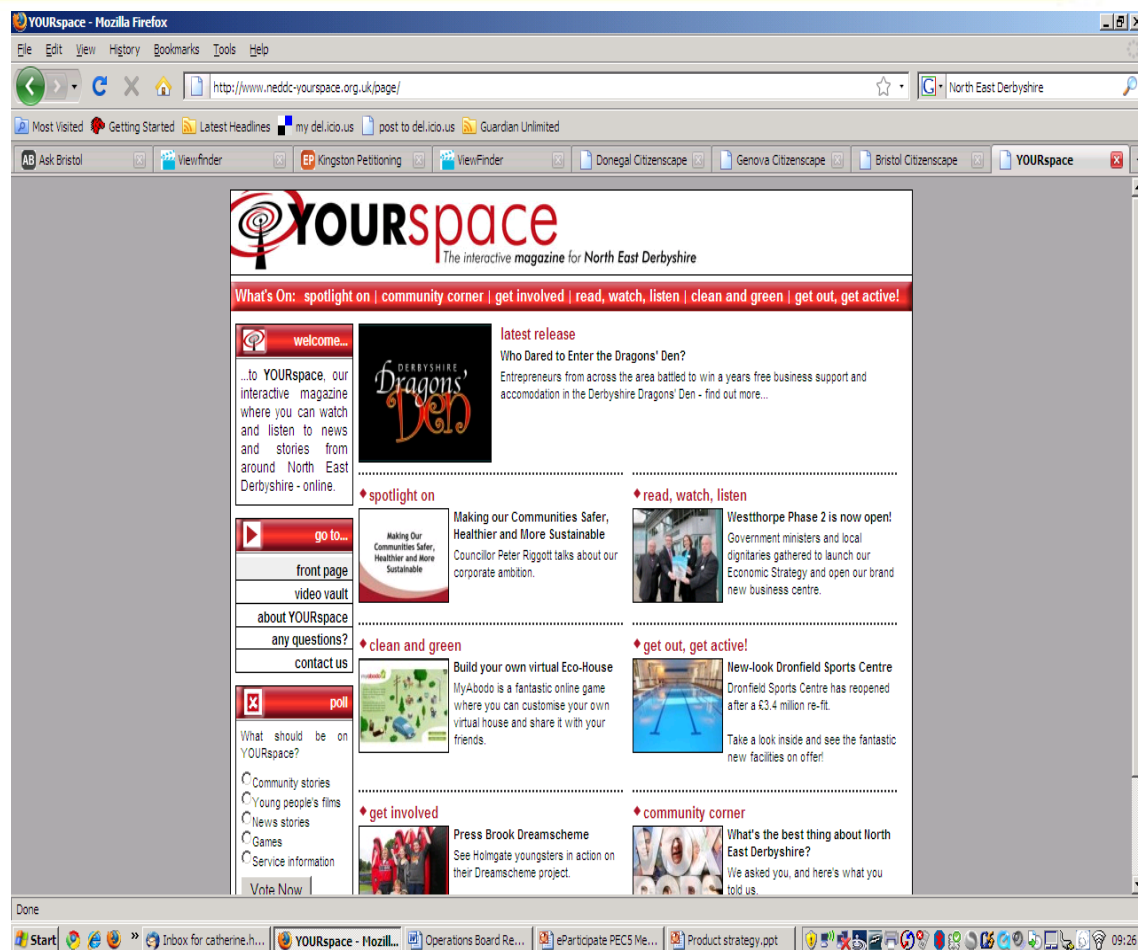 YOURspace - Mozilla Firefox
File Edit View History Bookmarks Tools Help
http://www.neddc-yourspace.org.uk/page/
G North East Derbyshire
Most Visited Getting Started Latest Headlines my del.icio.us post to del.icio.us Guardian Unlimited
AB Ask Bristol Viewfinder EP Kingston Petitioning ViewFinder Donegal Citizenscape Genova Citizenscape Bristol Citizenscape YOURspace
YOURspace
The interactive magazine for North East Derbyshire
What's On: spotlight on | community corner | get involved | read, watch, listen | clean and green | get out, get active!
welcome...
...to YOURspace, our
interactive magazine
where you can watch
and listen to news
and stories from
around North East
Derbyshire - online.
go to...
front page
video vault
about YOURspace
any questions?
contact us
poll
What should be on
YOURspace?
Community stories
Young people's films
News stories
Games
Service information
Vote Now
DERBYSHIRE
Dragons'
Den
latest release
Who Dared to Enter the Dragons' Den?
Entrepreneurs from across the area battled to win a years free business support and
accomodation in the Derbyshire Dragons' Den - find out more...
spotlight on
Making Our
Communities Safer,
Healthier and More
Sustainable
Making our Communities Safer,
Healthier and More Sustainable
Councillor Peter Riggott talks about our
corporate ambition.
read, watch, listen
Westthorpe Phase 2 is now open!
Government ministers and local
dignitaries gathered to launch our
Economic Strategy and open our brand
new business centre.
clean and green
Build your own virtual Eco-House
MyAbodo is a fantastic online game
where you can customise your own
virtual house and share it with your
friends.
get out, get active!
New-look Dronfield Sports Centre
Dronfield Sports Centre has reopened
after a £3.4 million re-fit.
Take a look inside and see the fantastic
new facilities on offer!
get involved
Press Brook Dreamscheme
See Holmgate youngsters in action on
their Dreamscheme project.
community corner
VOX
What's the best thing about North
East Derbyshire?
We asked you, and here's what you
told us.
Done
Start » Inbox for catherine.h... YOURspace - Mozill... Operations Board Re... eParticipate PEC5 Me... Product strategy.ppt 09:26